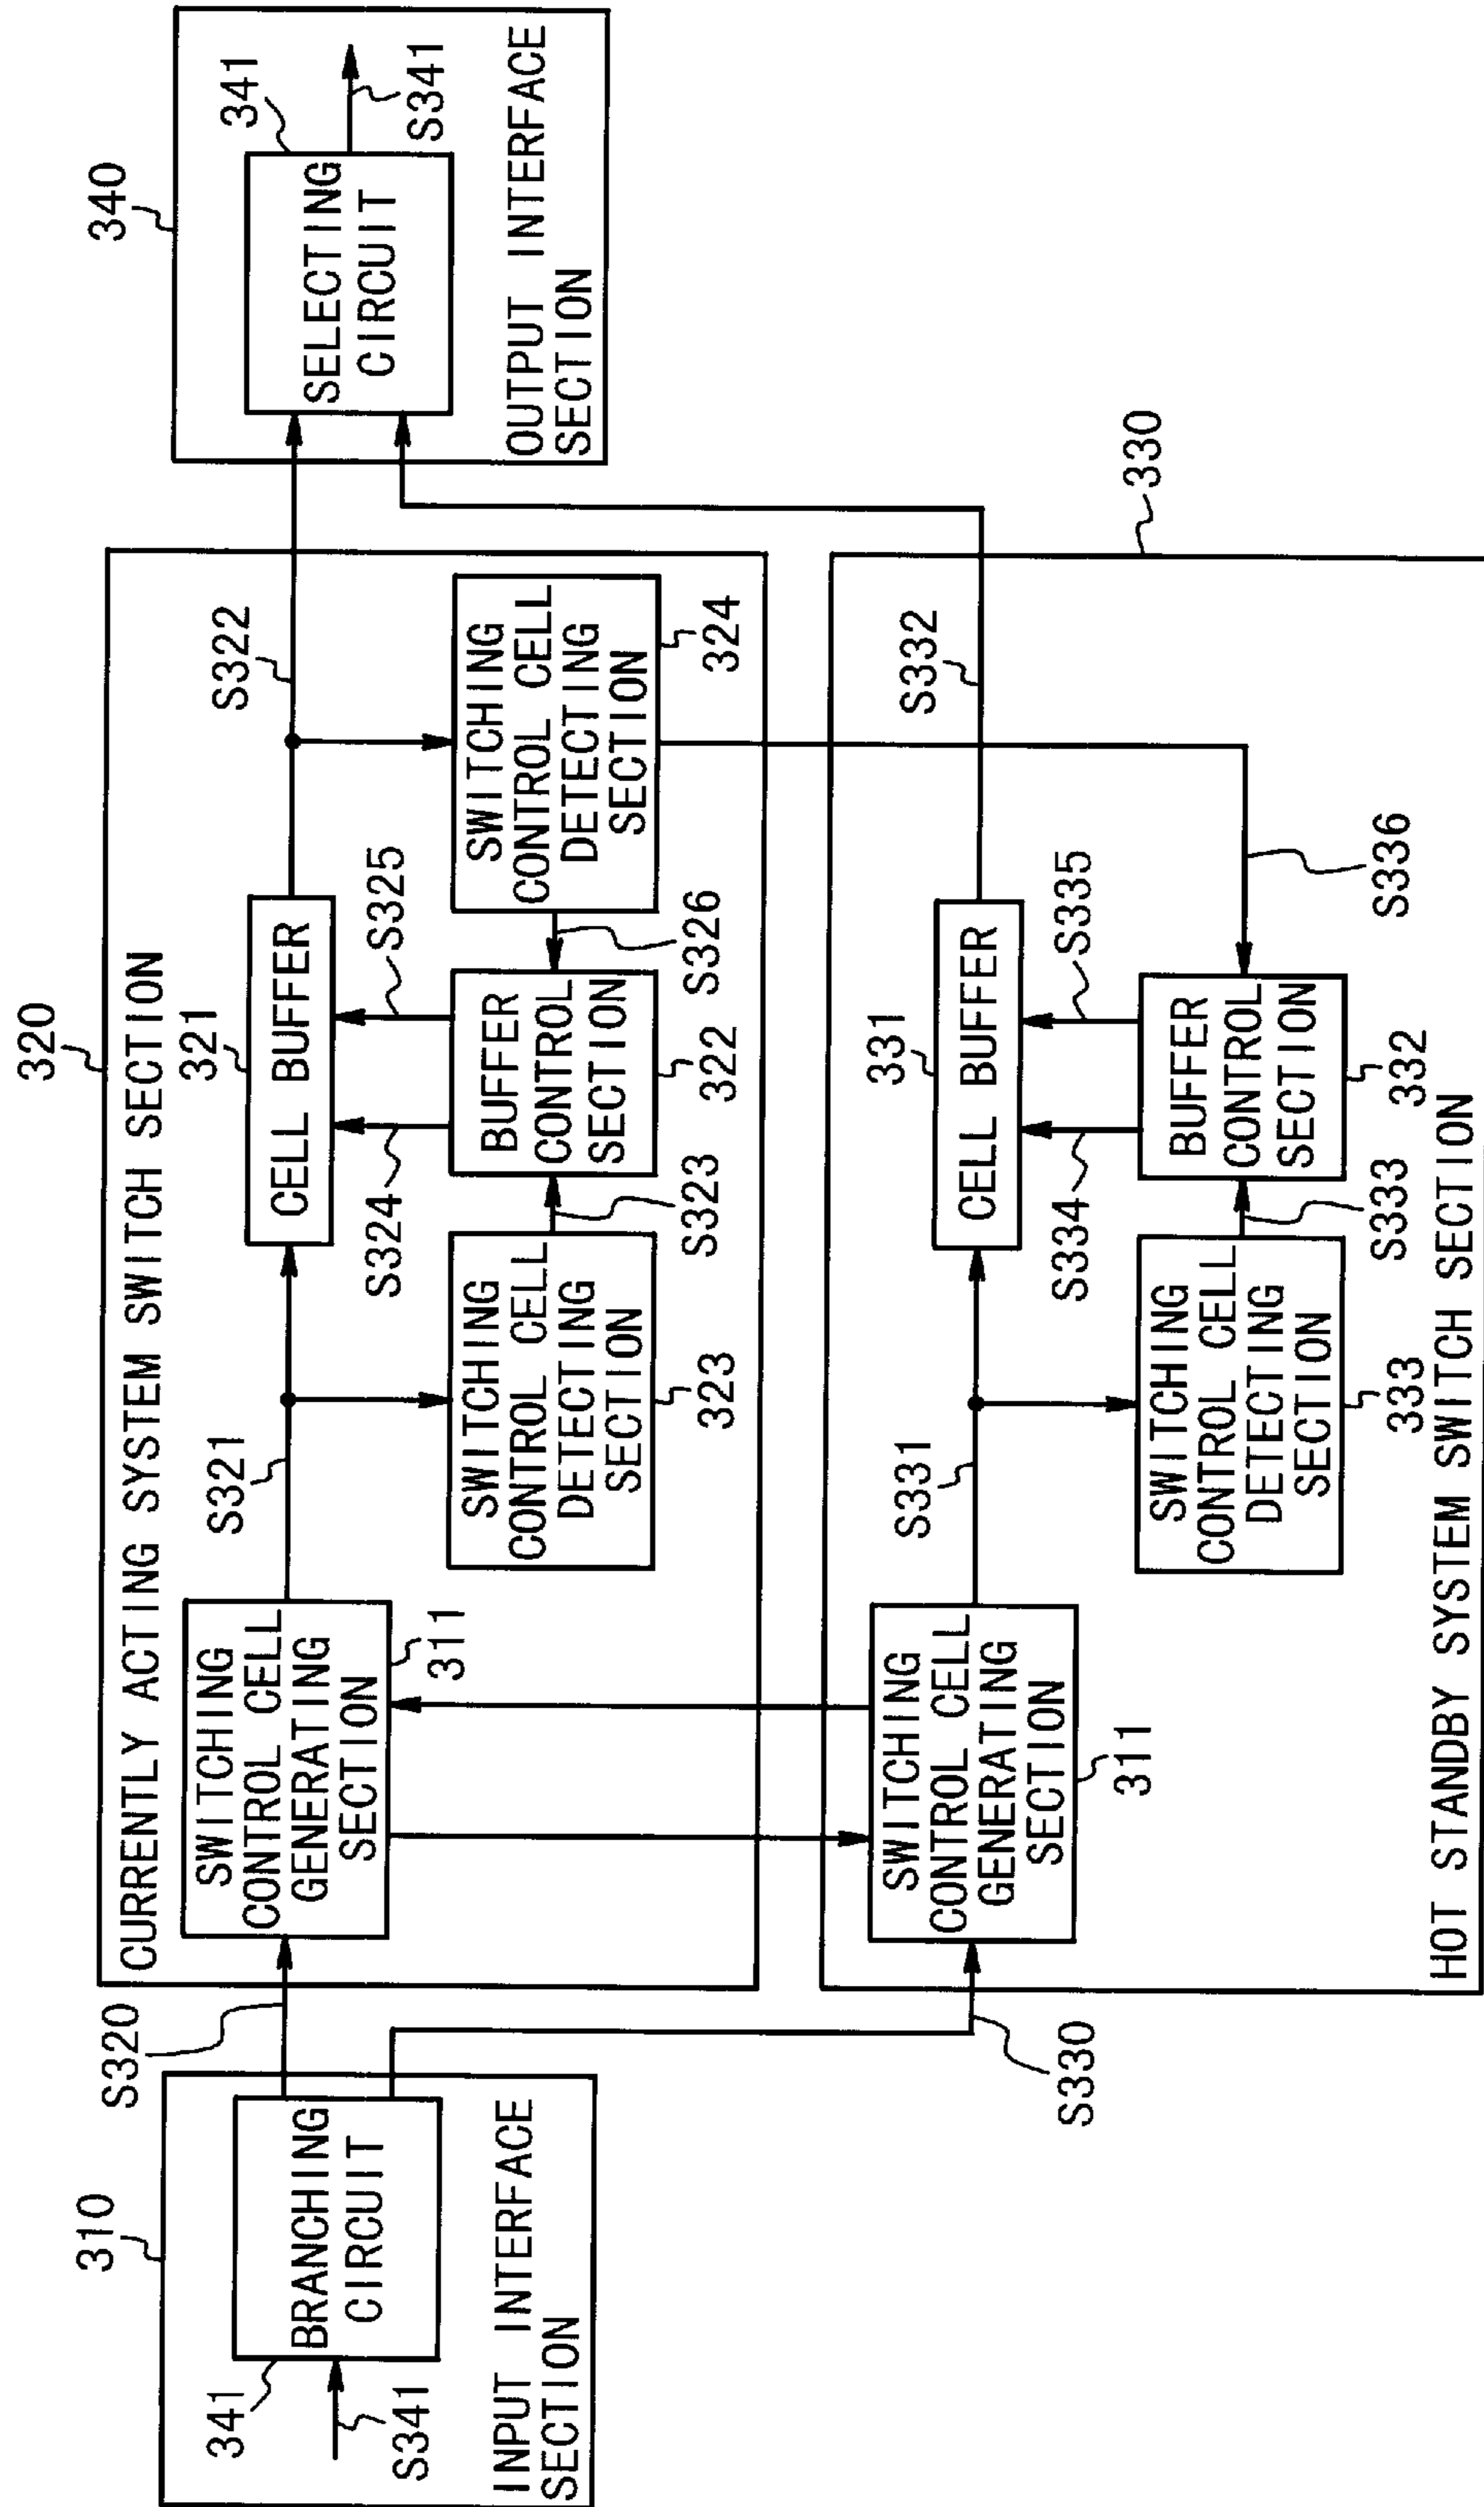 310
341
S341
BRANCHING
CIRCUIT
INPUT INTERFACE
SECTION
S320
S330
320
CURRENTLY ACTING SYSTEM SWITCH SECTION
SWITCHING
CONTROL CELL
GENERATING
SECTION
311
S321
SWITCHING
CONTROL CELL
DETECTING
SECTION
323
S323
321
CELL BUFFER
S324
S325
BUFFER
CONTROL
SECTION
322
S326
SWITCHING
CONTROL CELL
DETECTING
SECTION
324
S322
340
SELECTING
CIRCUIT
341
S341
OUTPUT INTERFACE
SECTION
330
SWITCHING
CONTROL CELL
GENERATING
SECTION
311
S331
SWITCHING
CONTROL CELL
DETECTING
SECTION
333
S333
331
CELL BUFFER
S334
S335
BUFFER
CONTROL
SECTION
332
S336
S332
HOT STANDBY SYSTEM SWITCH SECTION